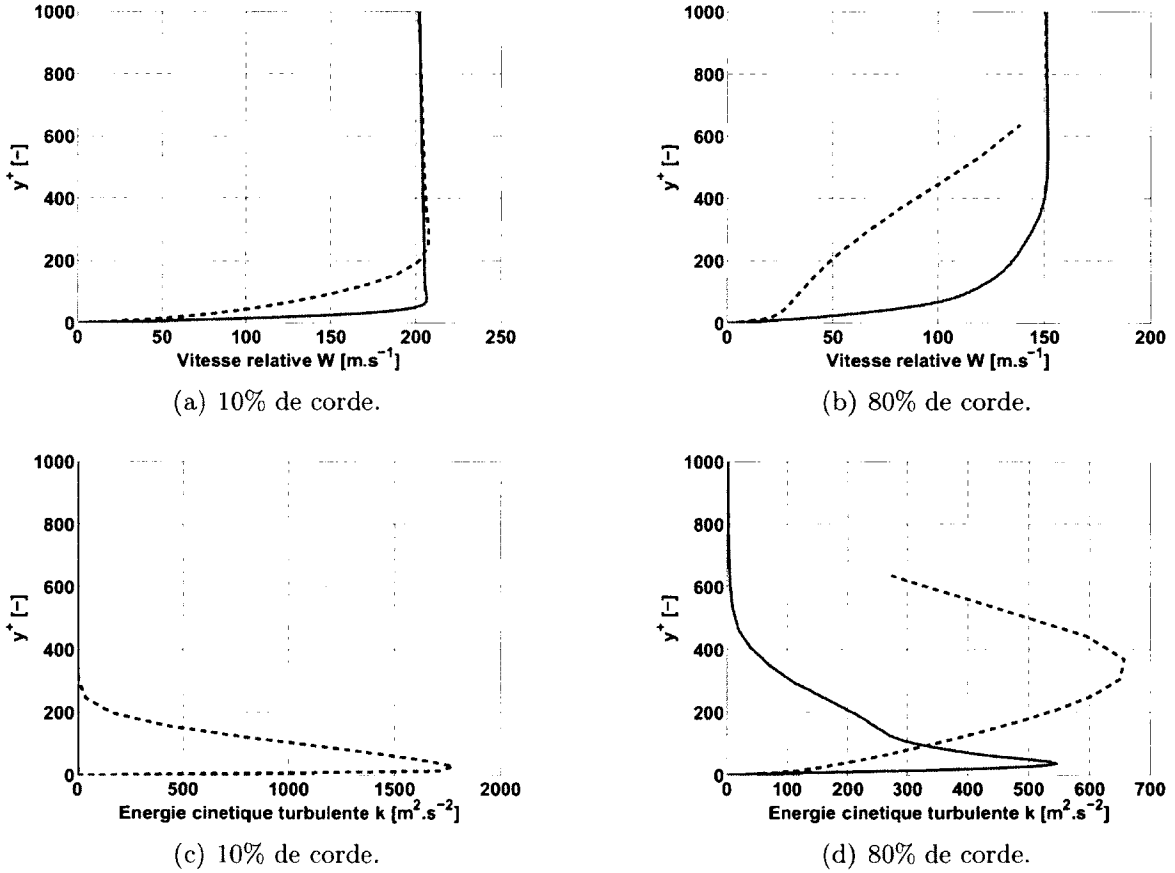 1000
800
600
400
200
0
y⁺ [−]
0 50 100 150 200 250
Vitesse relative W [m.s⁻¹]
(a) 10% de corde.
1000
800
600
400
200
0
y⁺ [−]
0 50 100 150 200
Vitesse relative W [m.s⁻¹]
(b) 80% de corde.
1000
800
600
400
200
0
y⁺ [−]
0 500 1000 1500 2000
Energie cinetique turbulente k [m².s⁻²]
(c) 10% de corde.
1000
800
600
400
200
0
y⁺ [−]
0 100 200 300 400 500 600 700
Energie cinetique turbulente k [m².s⁻²]
(d) 80% de corde.